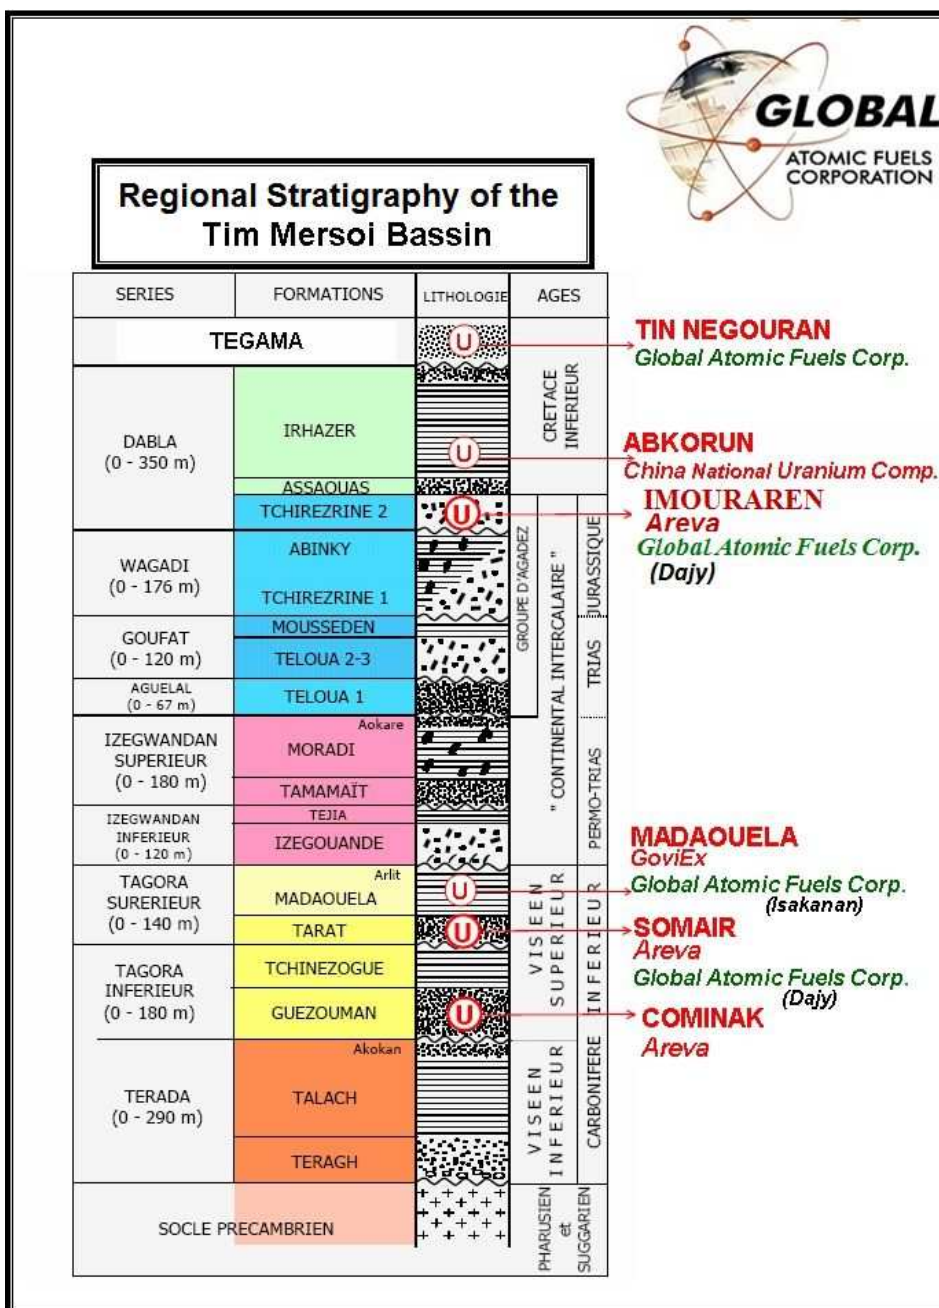 GLOBAL
ATOMIC FUELS
CORPORATION
Regional Stratigraphy of the
Tim Mersoi Bassin
SERIES
FORMATIONS
LITHOLOGIE
AGES
TEGAMA
U
TIN NEGOURAN
Global Atomic Fuels Corp.
CRETACE
INFERIEUR
DABLA
(0 - 350 m)
IRHAZER
U
ABKORUN
China National Uranium Comp.
ASSAOUAS
TCHIREZRINE 2
U
IMOURAREN
Areva
Global Atomic Fuels Corp.
(Dajy)
GROUPE D'AGADEZ
" CONTINENTAL INTERCALAIRE "
JURASSIQUE
WAGADI
(0 - 176 m)
ABINKY
TCHIREZRINE 1
GOUFAT
(0 - 120 m)
MOUSSEDEN
TELOUA 2-3
TRIAS
AGUELAL
(0 - 67 m)
TELOUA 1
IZEGWANDAN
SUPERIEUR
(0 - 180 m)
Aokare
MORADI
TAMAMAÏT
PERMO-TRIAS
IZEGWANDAN
INFERIEUR
(0 - 120 m)
TEJIA
IZEGOUANDE
TAGORA
SURERIEUR
(0 - 140 m)
Arlit
MADAOUELA
U
MADAOUELA
GoviEx
Global Atomic Fuels Corp.
(Isakanan)
TARAT
U
SOMAIR
Areva
Global Atomic Fuels Corp.
(Dajy)
VISEEN
SUPERIEUR
CARBONIFERE INFERIEUR
TAGORA
INFERIEUR
(0 - 180 m)
TCHINEZOGUE
GUEZOUMAN
U
COMINAK
Areva
TERADA
(0 - 290 m)
Akokan
TALACH
TERAGH
VISEEN
INFERIEUR
SOCLE PRECAMBRIEN
PHARUSIEN
et
SUGGARIEN